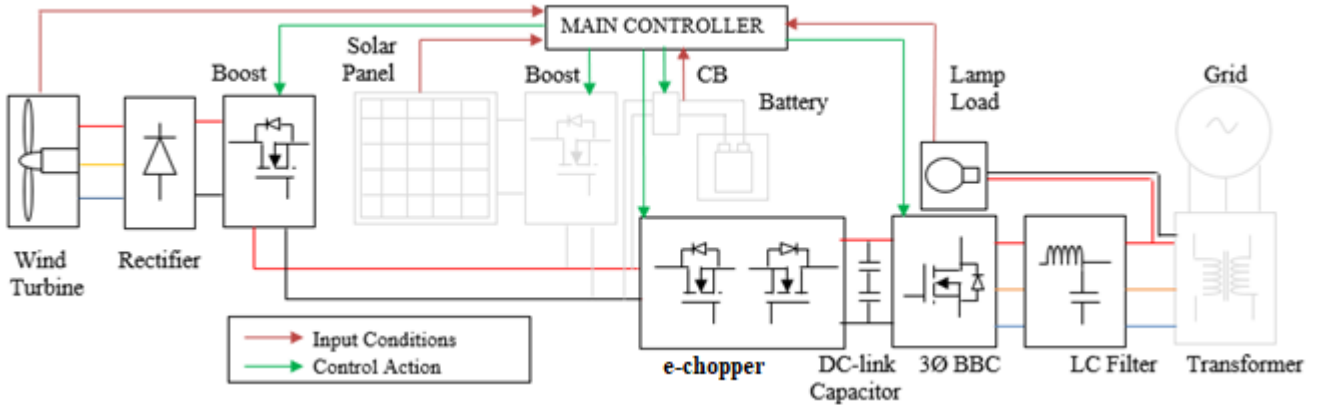 MAIN CONTROLLER
Solar
Panel
Boost
Boost
CB
Battery
Lamp
Load
Grid
Wind
Turbine
Rectifier
Input Conditions
Control Action
e-chopper
DC-link
Capacitor
3Ø BBC
LC Filter
Transformer